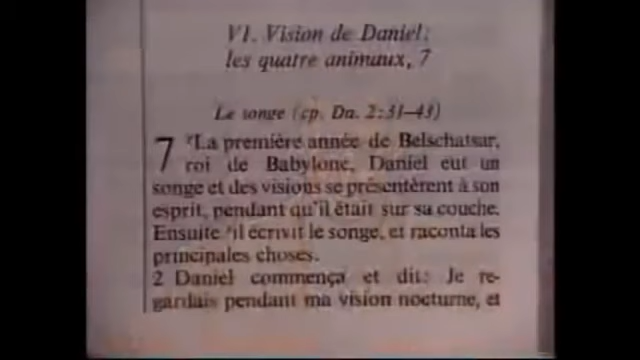 VI. Vision de Daniel:
les quatre animaux, 7
Le songe (cp. Da. 2:31–43)
7 La première année de Belschatsar,
roi de Babylone, Daniel eut un
songe et des visions se présentèrent à son
esprit, pendant qu'il était sur sa couche.
Ensuite il écrivit le songe, et raconta les
principales choses.
2 Daniel commença et dit: Je re-
gardais pendant ma vision nocturne, et